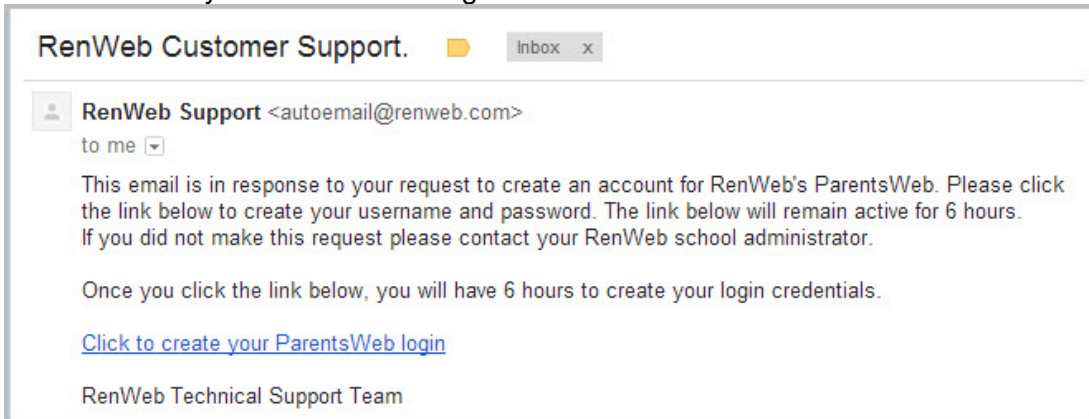 RenWeb Customer Support. Inbox x
RenWeb Support <autoemail@renweb.com>
to me
This email is in response to your request to create an account for RenWeb's ParentsWeb. Please click
the link below to create your username and password. The link below will remain active for 6 hours.
If you did not make this request please contact your RenWeb school administrator.
Once you click the link below, you will have 6 hours to create your login credentials.
Click to create your ParentsWeb login
RenWeb Technical Support Team